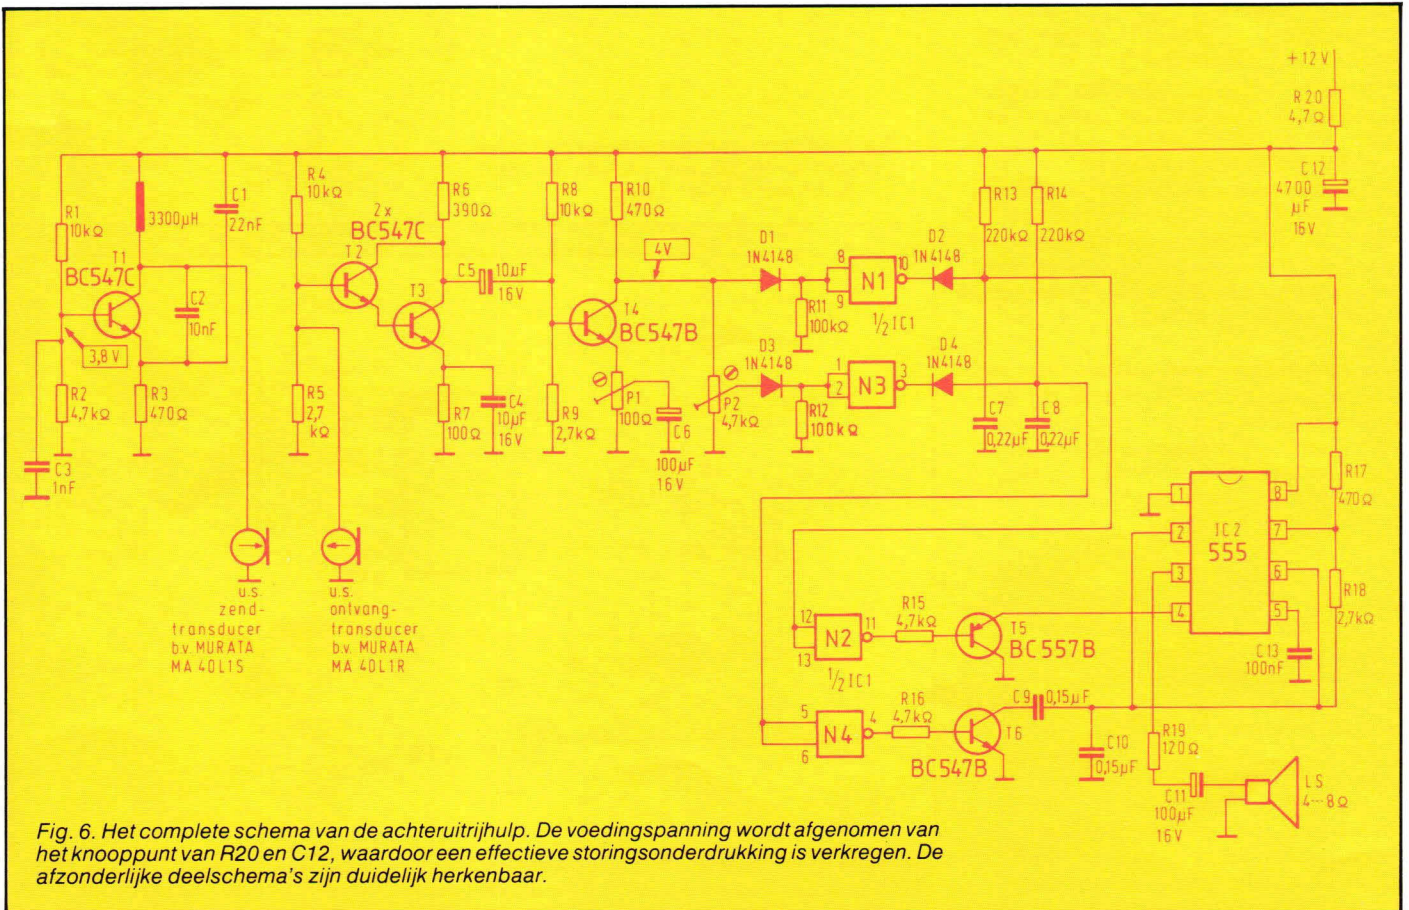 +12V
R20
4,7Ω
C12
4700
µF
16V
R1
10kΩ
3300µH
C1
22nF
T1
BC547C
C2
10nF
3,8V
R2
4,7kΩ
R3
470Ω
C3
1nF
R4
10kΩ
2x
BC547C
T2
T3
R5
2,7
kΩ
R6
390Ω
C5
10µF
16V
R7
100Ω
C4
10µF
16V
R8
10kΩ
R9
2,7kΩ
R10
470Ω
4V
T4
BC547B
P1
100Ω
C6
100µF
16V
P2
4,7kΩ
D1
1N4148
R11
100kΩ
8
9
N1
10
½IC1
D2
1N4148
D3
1N4148
R12
100kΩ
1
2
N3
3
D4
1N4148
R13
220kΩ
R14
220kΩ
C7
0,22µF
C8
0,22µF
u.s.
zend-
transducer
b.v. MURATA
MA 40L1S
u.s.
ontvang-
transducer
b.v. MURATA
MA 40L1R
12
13
N2
11
½IC1
R15
4,7kΩ
T5
BC557B
5
6
N4
4
R16
4,7kΩ
T6
BC547B
C9
0,15µF
C10
0,15µF
1
2
3
4
IC2
555
8
7
6
5
R17
470Ω
R18
2,7kΩ
C13
100nF
R19
120Ω
C11
100µF
16V
LS
4---8Ω
Fig. 6. Het complete schema van de achteruitrijhulp. De voedingspanning wordt afgenomen van
het knooppunt van R20 en C12, waardoor een effectieve storingsonderdrukking is verkregen. De
afzonderlijke deelschema's zijn duidelijk herkenbaar.